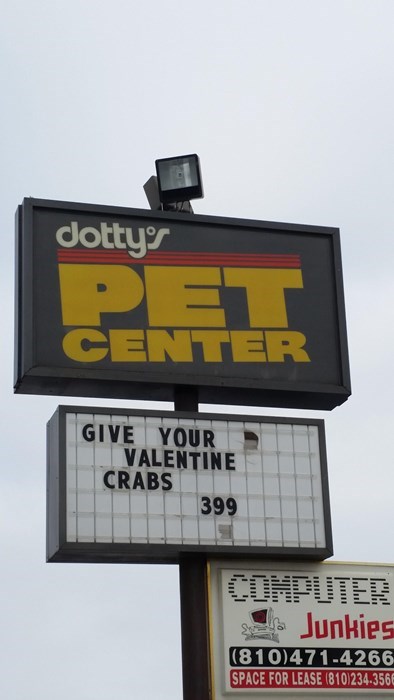 dotty's
PET
CENTER
GIVE YOUR
VALENTINE
CRABS
399
COMPUTER
Junkies
(810)471-4266
SPACE FOR LEASE (810)234-3566